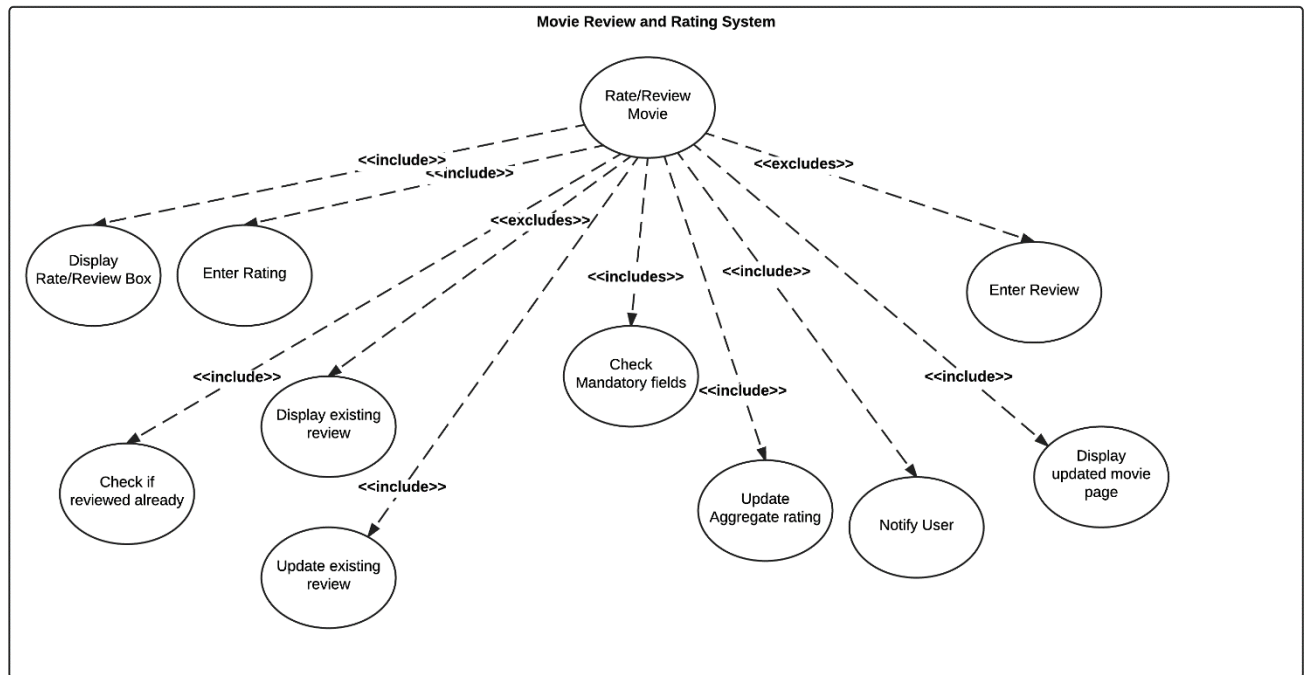 Movie Review and Rating System
Rate/Review
Movie
<<include>>
<<include>>
<<excludes>>
<<excludes>>
<<includes>>
<<include>>
<<include>>
<<include>>
<<include>>
<<include>>
Display
Rate/Review Box
Enter Rating
Enter Review
Check
Mandatory fields
Display existing
review
Check if
reviewed already
Update existing
review
Update
Aggregate rating
Notify User
Display
updated movie
page